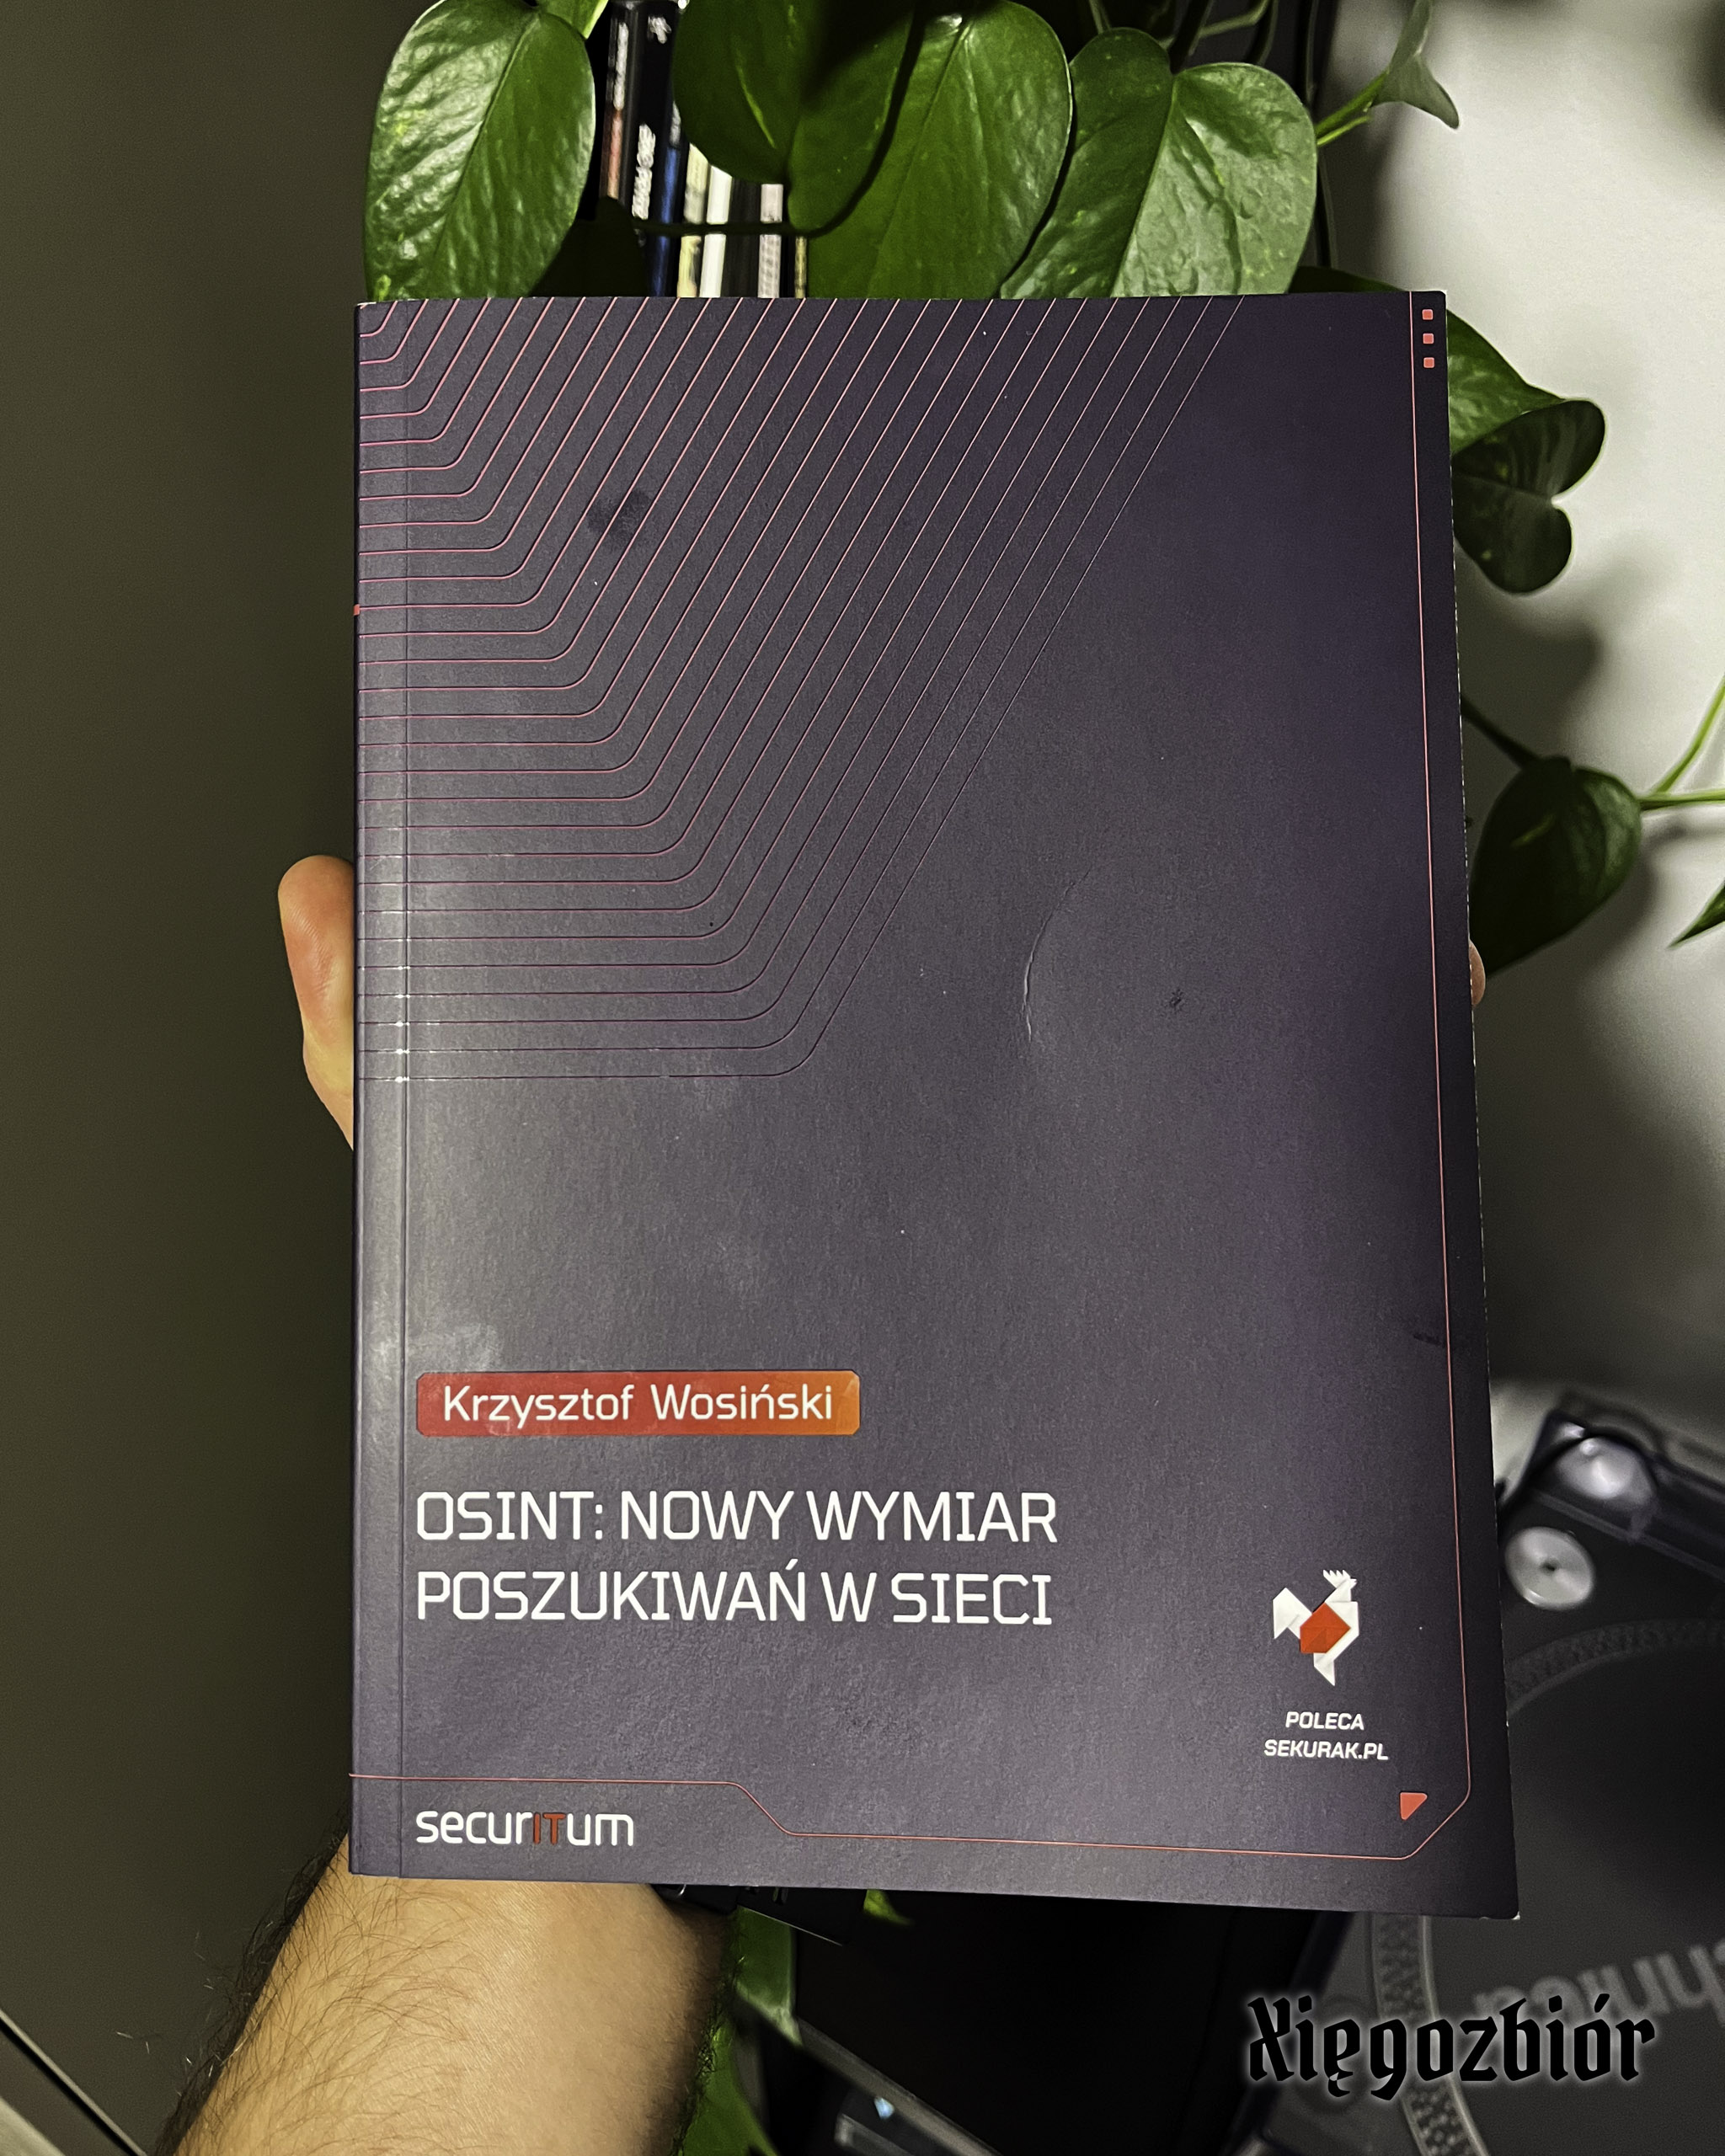 Krzysztof Wosiński
OSINT: NOWY WYMIAR
POSZUKIWAŃ W SIECI
POLECA
SEKURAK.PL
securITum
Xięgozbiór